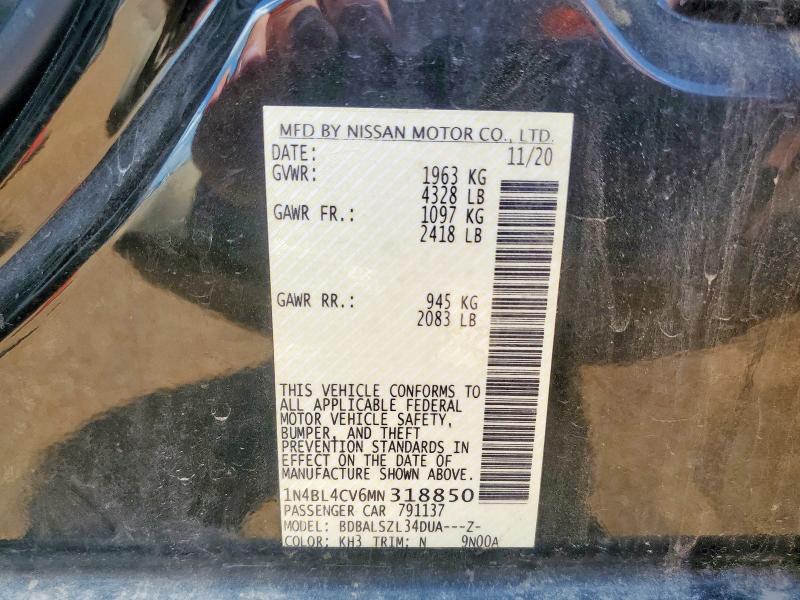 MFD BY NISSAN MOTOR CO., LTD.
DATE: 11/20
GVWR: 1963 KG
4328 LB
GAWR FR.: 1097 KG
2418 LB
GAWR RR.: 945 KG
2083 LB
THIS VEHICLE CONFORMS TO
ALL APPLICABLE FEDERAL
MOTOR VEHICLE SAFETY,
BUMPER, AND THEFT
PREVENTION STANDARDS IN
EFFECT ON THE DATE OF
MANUFACTURE SHOWN ABOVE.
1N4BL4CV6MN318850
PASSENGER CAR 791137
MODEL: BDBALSZL34DUA---Z-
COLOR: KH3 TRIM: N 9N00A